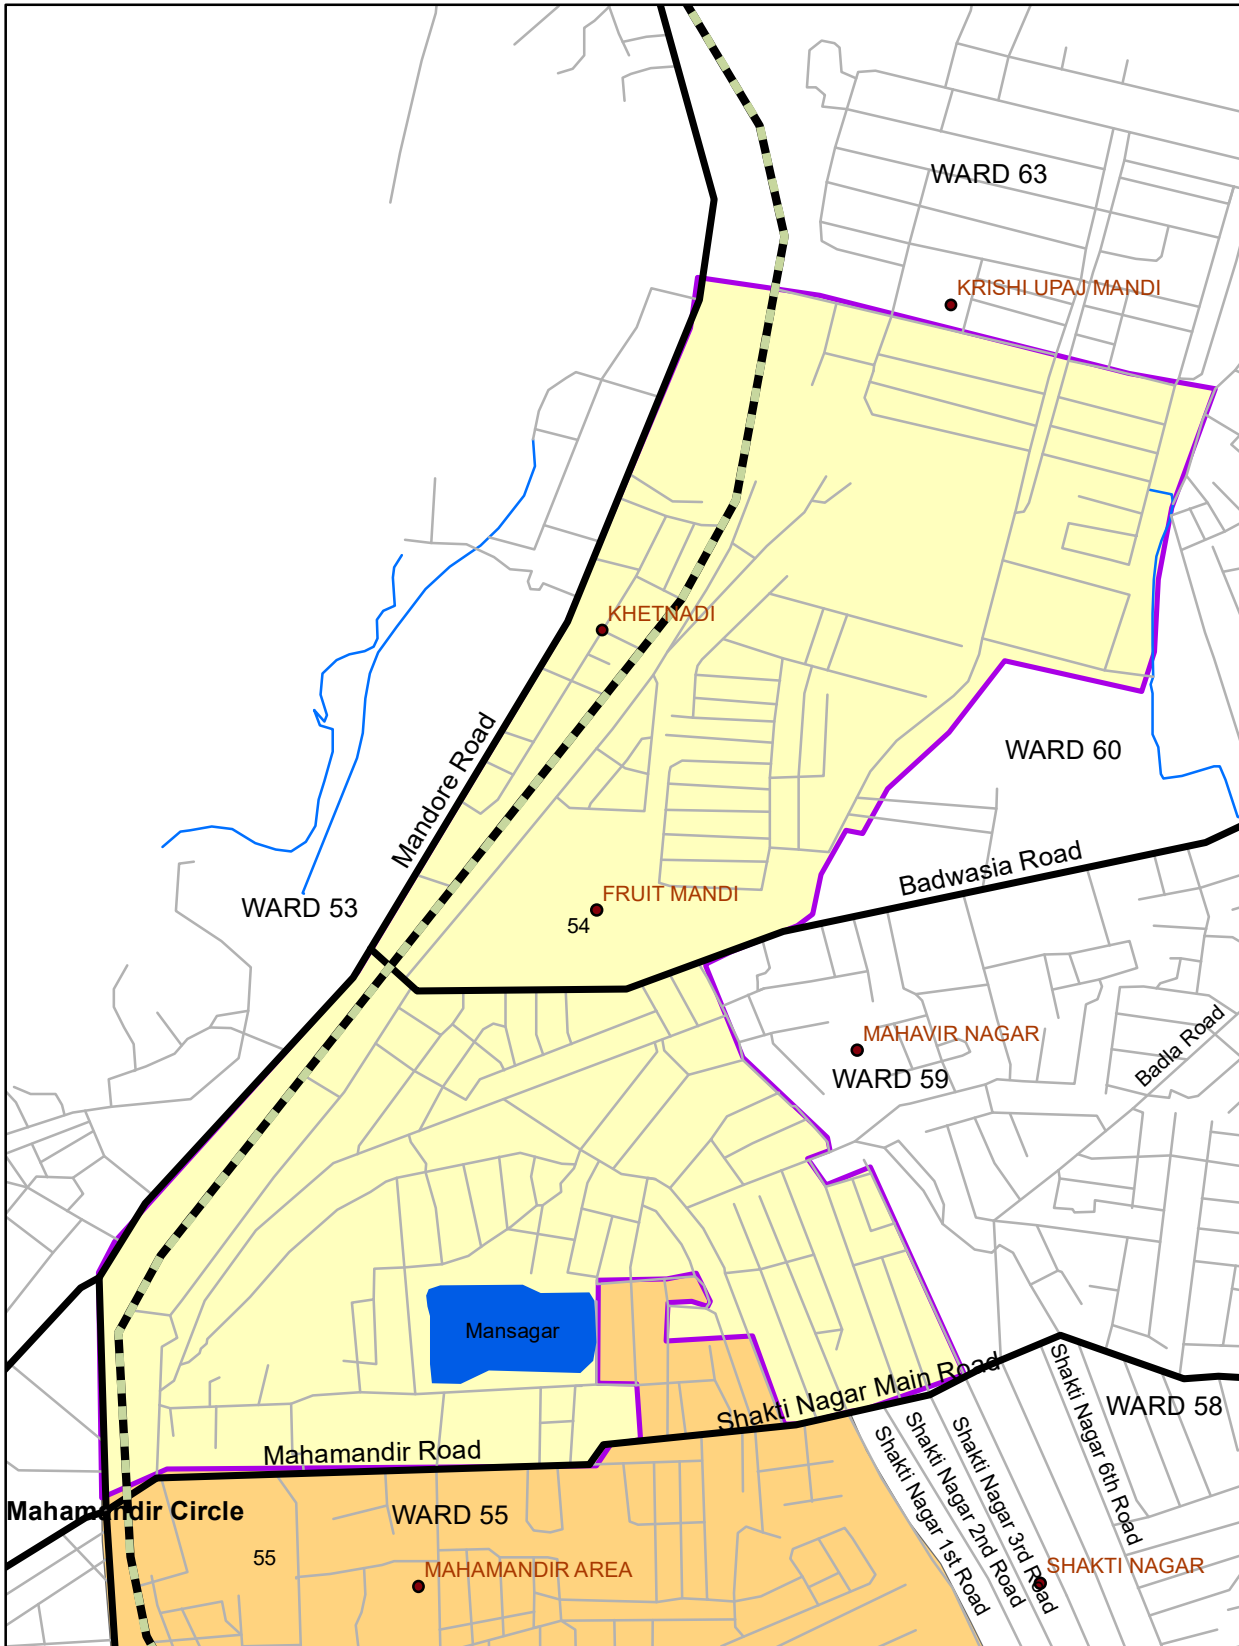 WARD 63
KRISHI UPAJ MANDI
KHETNADI
Mandore Road
WARD 60
Badwasia Road
FRUIT MANDI
WARD 53
54
MAHAVIR NAGAR
Badla Road
WARD 59
Mansagar
Shakti Nagar Main Road
Shakti Nagar 6th Road
WARD 58
Mahamandir Road
Shakti Nagar 1st Road
Shakti Nagar 2nd Road
Shakti Nagar 3rd Road
Mahamandir Circle
WARD 55
55
MAHAMANDIR AREA
SHAKTI NAGAR